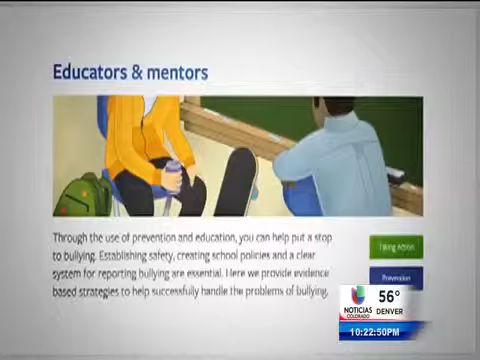 Educators & mentors
Through the use of prevention and education, you can help put a stop
to bullying. Establishing safety, creating school policies and a clear
system for reporting bullying are essential. Here we provide evidence
based strategies to help successfully handle the problems of bullying.
Taking Action
Prevention
NOTICIAS
COLORADO
56°
DENVER
10:22:50PM